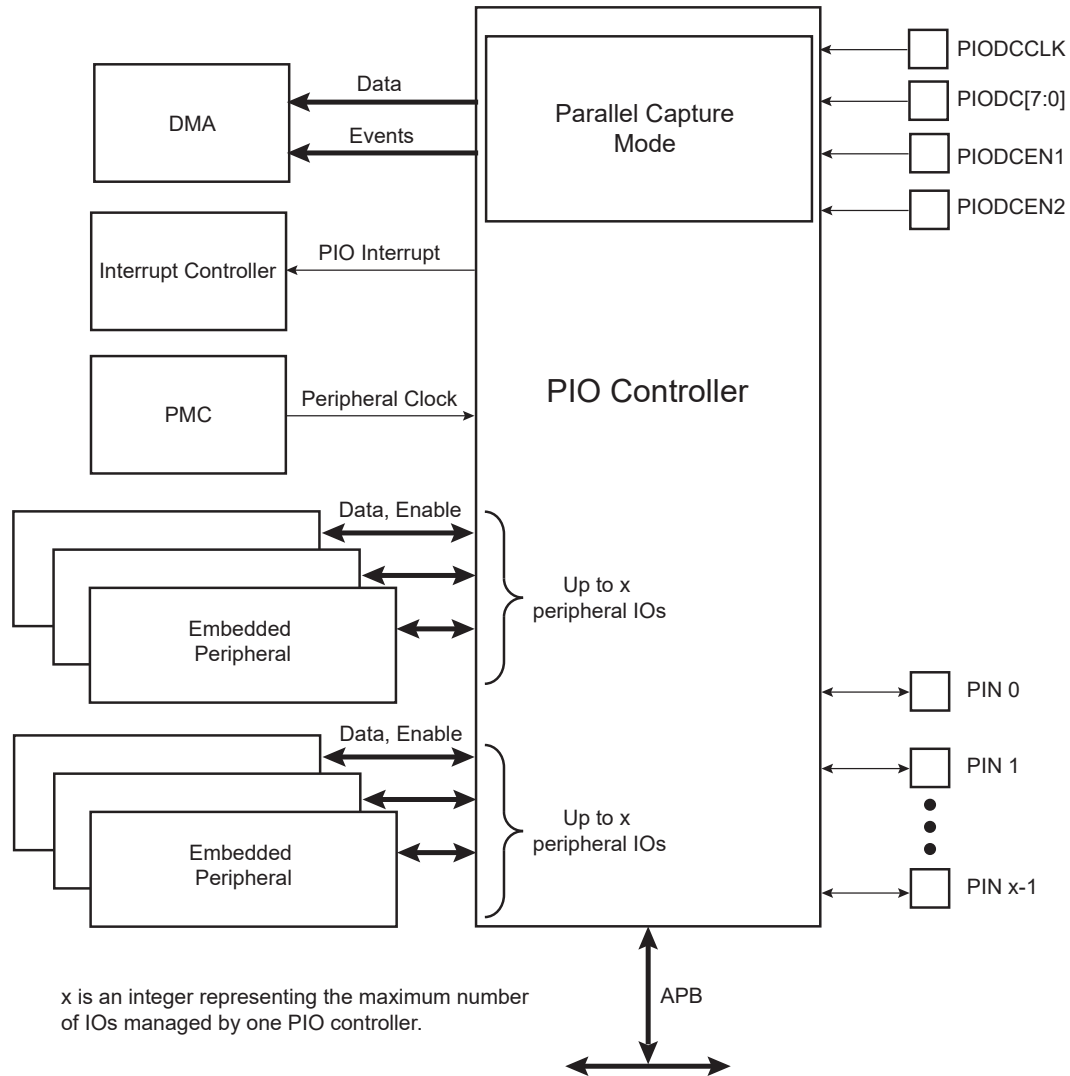 PIODCCLK
Data
DMA
Parallel Capture
Mode
PIODC[7:0]
Events
PIODCEN1
PIODCEN2
PIO Interrupt
Interrupt Controller
PIO Controller
Peripheral Clock
PMC
Data, Enable
Up to x
peripheral IOs
Embedded
Peripheral
PIN 0
Data, Enable
PIN 1
Up to x
peripheral IOs
Embedded
Peripheral
PIN x-1
x is an integer representing the maximum number
of IOs managed by one PIO controller.
APB